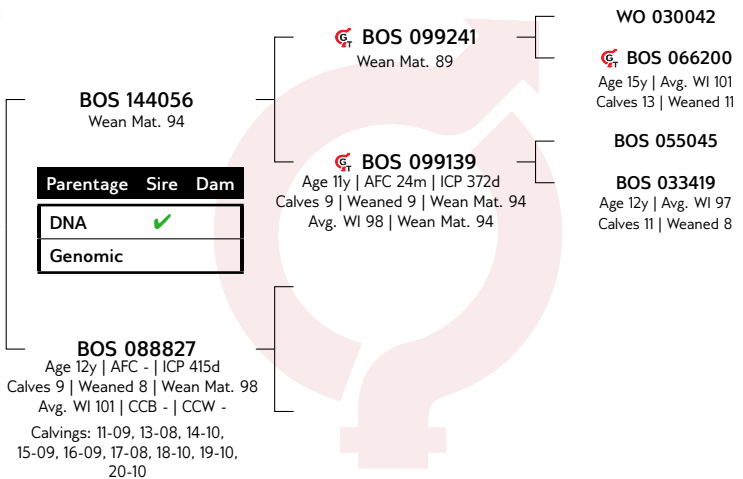 WO 030042
BOS 099241
Wean Mat. 89
GT BOS 066200
Age 15y | Avg. WI 101
Calves 13 | Weaned 11
BOS 144056
Wean Mat. 94
BOS 055045
GT BOS 099139
Age 11y | AFC 24m | ICP 372d
Calves 9 | Weaned 9 | Wean Mat. 94
Avg. WI 98 | Wean Mat. 94
BOS 033419
Age 12y | Avg. WI 97
Calves 11 | Weaned 8
Parentage Sire Dam
DNA ✔
Genomic
BOS 088827
Age 12y | AFC - | ICP 415d
Calves 9 | Weaned 8 | Wean Mat. 98
Avg. WI 101 | CCB - | CCW -
Calvings: 11-09, 13-08, 14-10,
15-09, 16-09, 17-08, 18-10, 19-10,
20-10